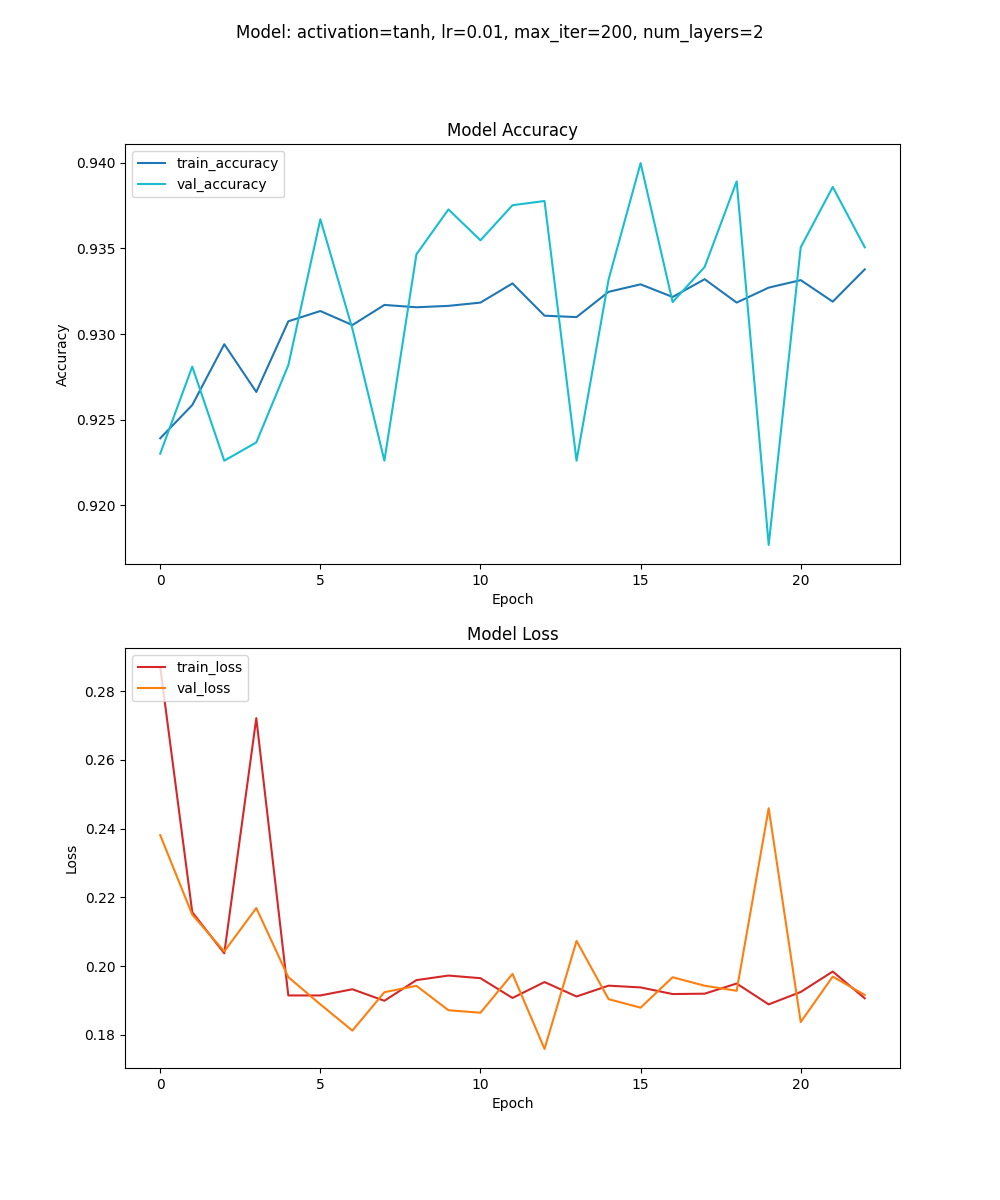 Model: activation=tanh, lr=0.01, max_iter=200, num_layers=2
Model Accuracy
train_accuracy
val_accuracy
0.940
0.935
0.930
0.925
0.920
Accuracy
0 5 10 15 20
Epoch
Model Loss
train_loss
val_loss
0.28
0.26
0.24
0.22
0.20
0.18
Loss
0 5 10 15 20
Epoch